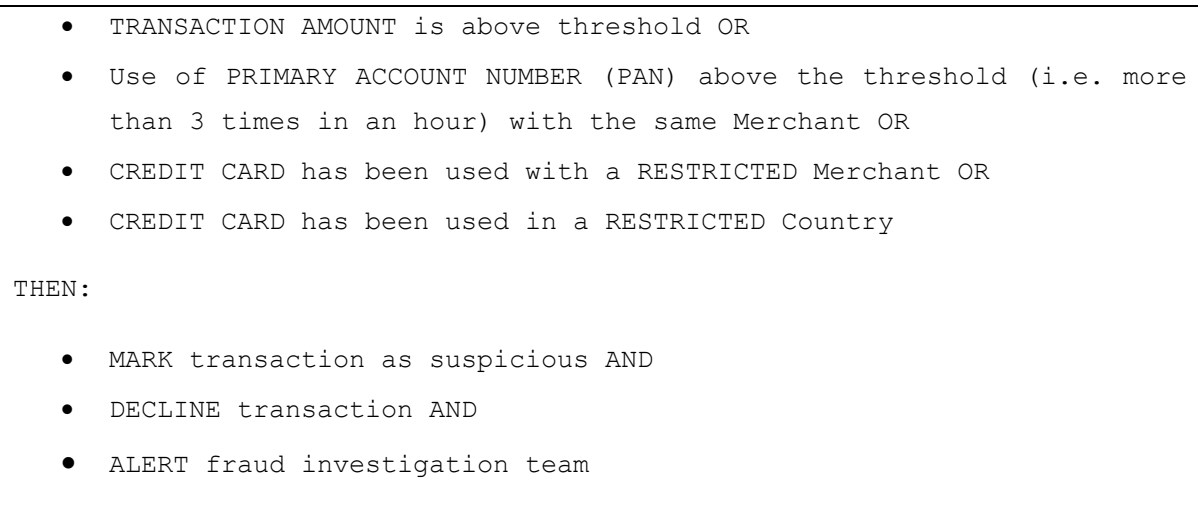 • TRANSACTION AMOUNT is above threshold OR
• Use of PRIMARY ACCOUNT NUMBER (PAN) above the threshold (i.e. more
than 3 times in an hour) with the same Merchant OR
• CREDIT CARD has been used with a RESTRICTED Merchant OR
• CREDIT CARD has been used in a RESTRICTED Country
THEN:
• MARK transaction as suspicious AND
• DECLINE transaction AND
• ALERT fraud investigation team